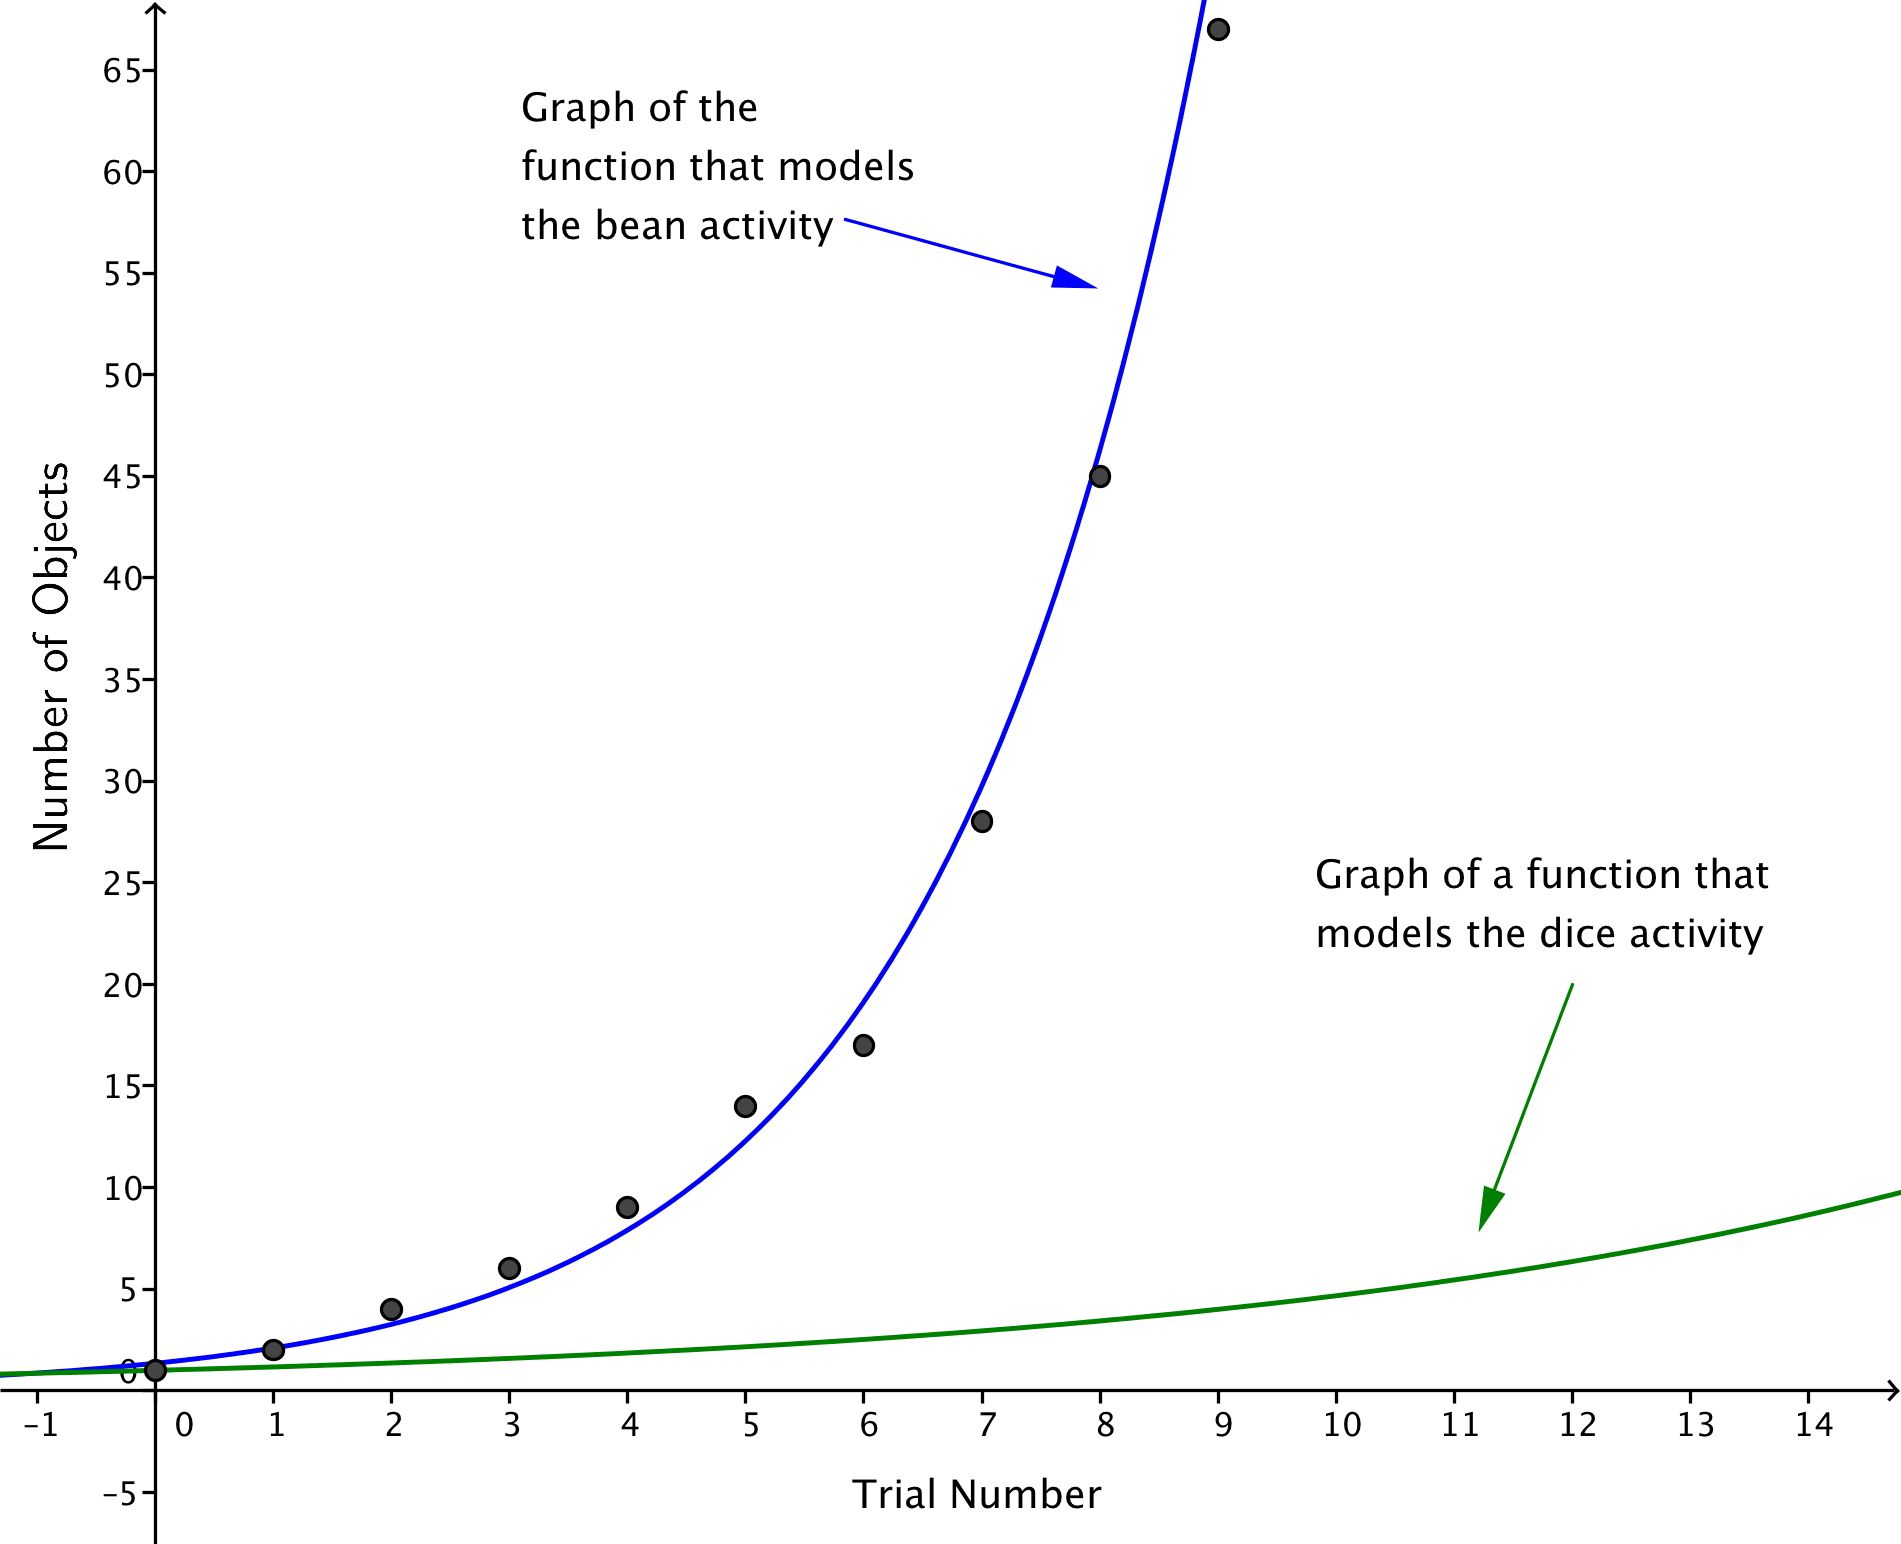 65
Graph of the
function that models
the bean activity
60
55
50
45
40
35
30
25
20
15
10
5
0
-5
Number of Objects
Graph of a function that
models the dice activity
-1 0 1 2 3 4 5 6 7 8 9 10 11 12 13 14
Trial Number